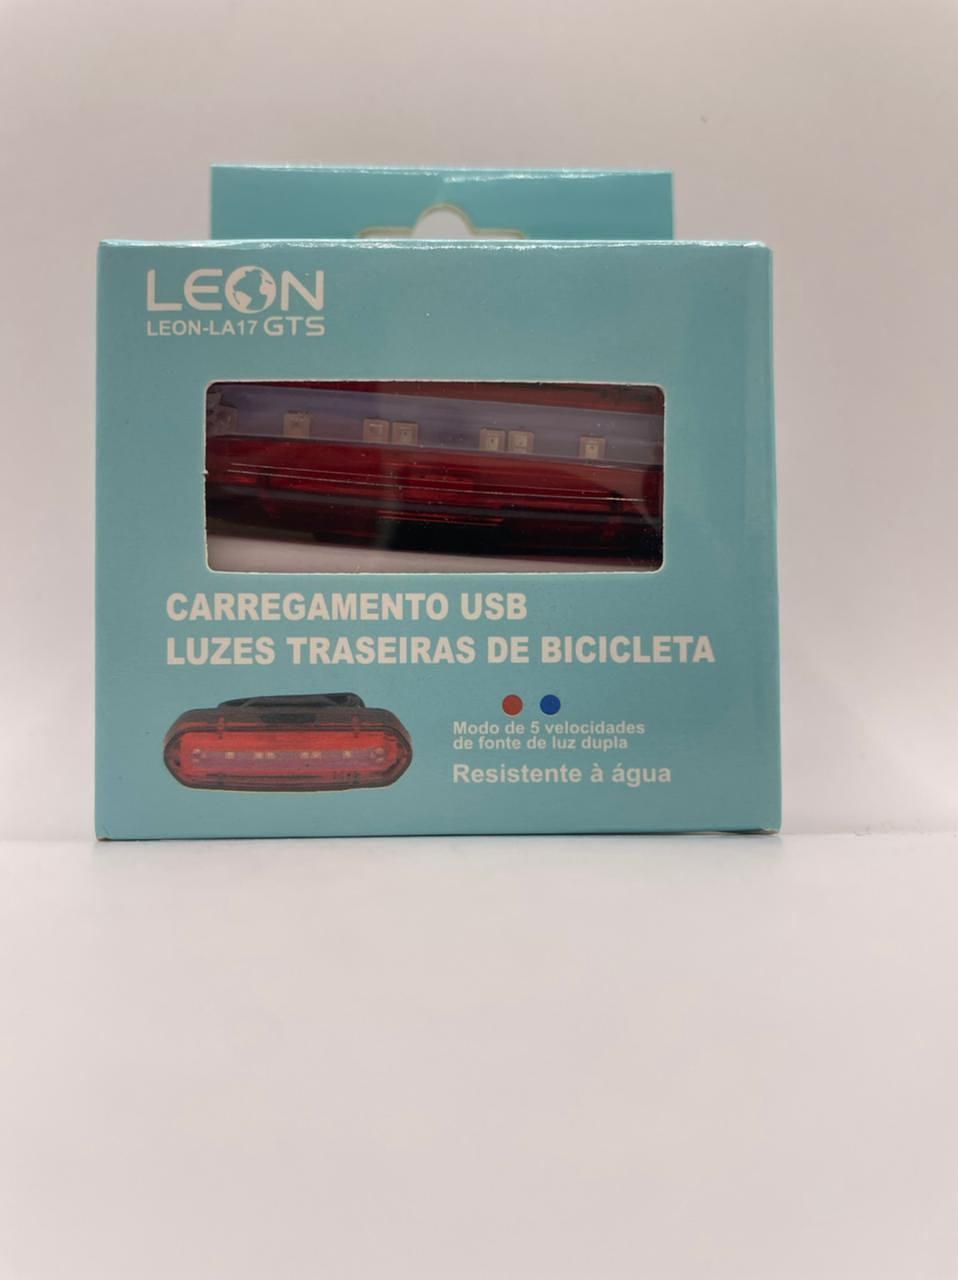 LEON
LEON-LA17 GTS
CARREGAMENTO USB
LUZES TRASEIRAS DE BICICLETA
Modo de 5 velocidades
de fonte de luz dupla
Resistente à água